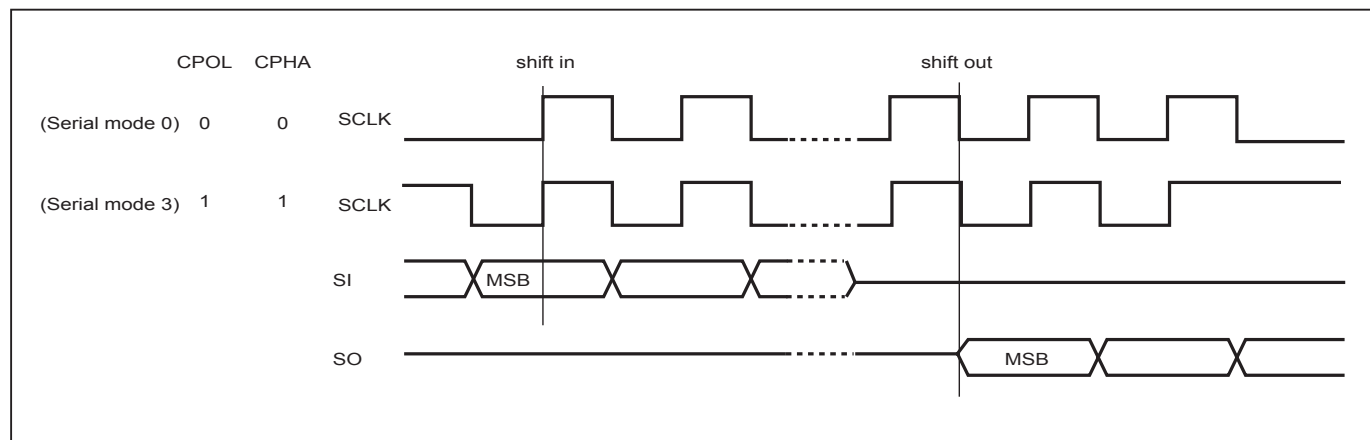 CPOL CPHA shift in shift out
(Serial mode 0) 0 0 SCLK
(Serial mode 3) 1 1 SCLK
SI MSB
SO MSB